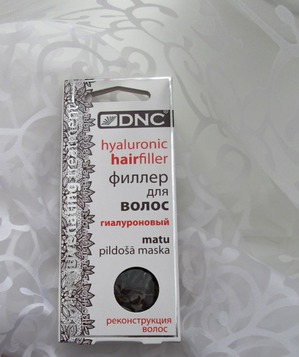 DNC
hyaluronic
hairfiller
филлер
для
волос
гиалуроновый
matu
pildošā maska
реконструкция
волос